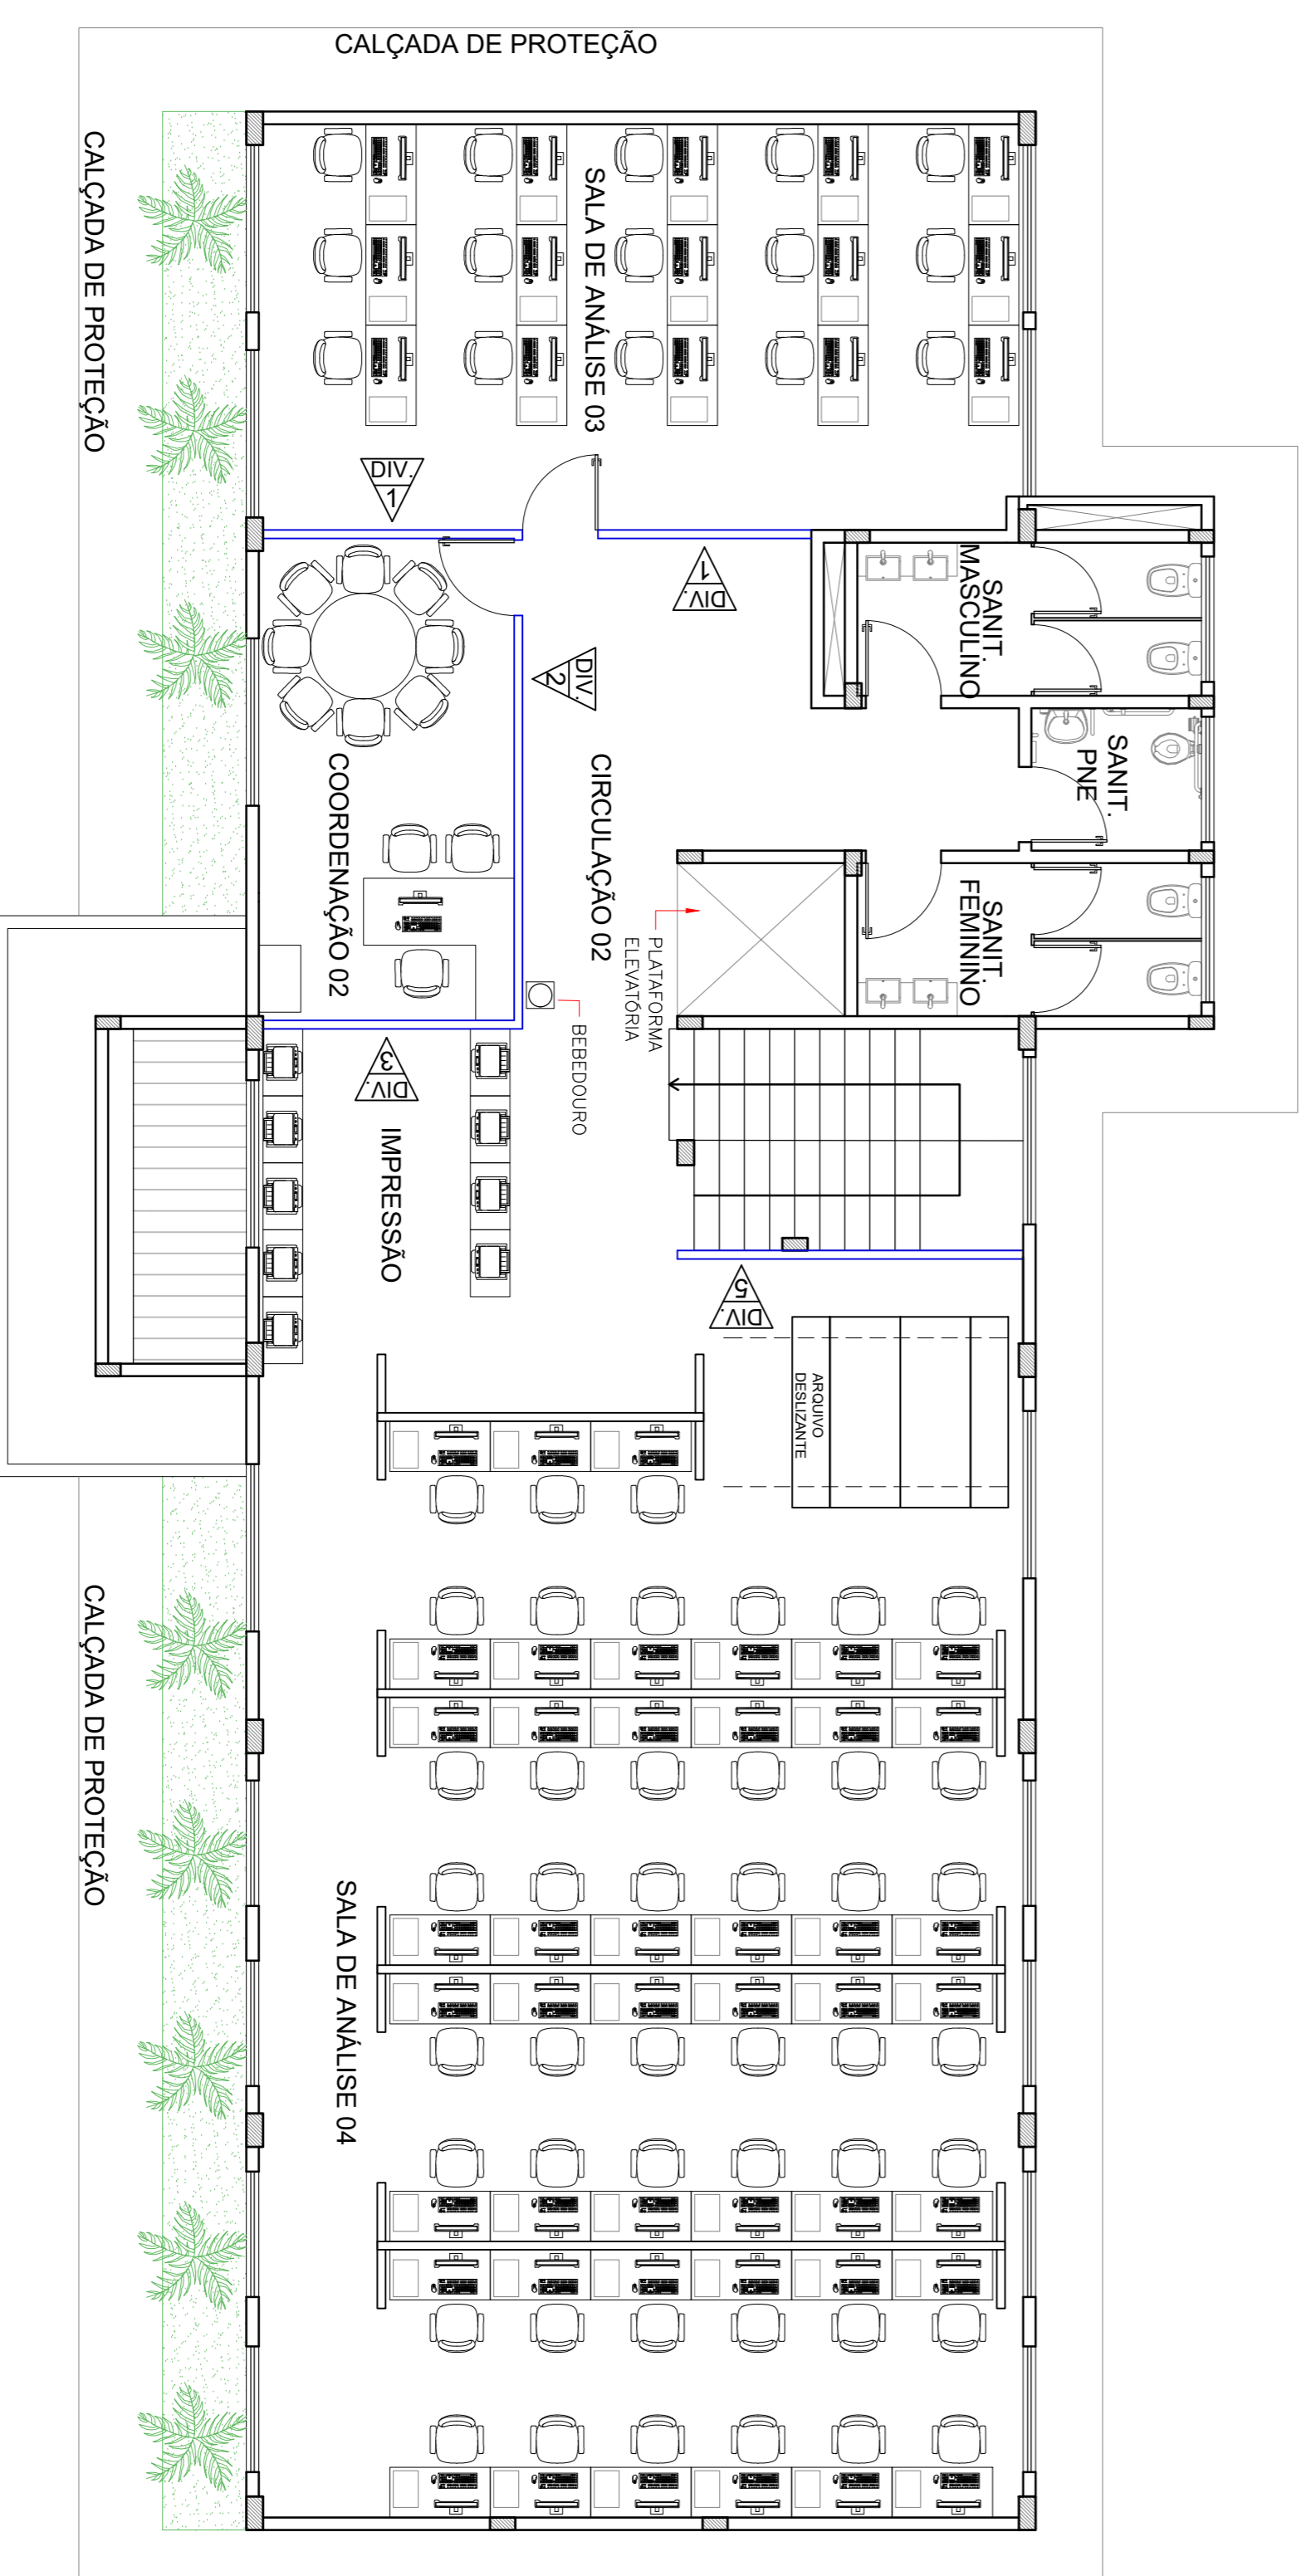 CALÇADA DE PROTEÇÃO
CALÇADA DE PROTEÇÃO
SALA DE ANÁLISE 03
DIV.
1
DIV.
1
SANIT.
MASCULINO
DIV.
2
SANIT.
PNE
COORDENAÇÃO 02
CIRCULAÇÃO 02
SANIT.
FEMININO
PLATAFORMA
ELEVATÓRIA
BEBEDOURO
DIV.
3
IMPRESSÃO
DIV.
5
ARQUIVO
DESLIZANTE
CALÇADA DE PROTEÇÃO
SALA DE ANÁLISE 04